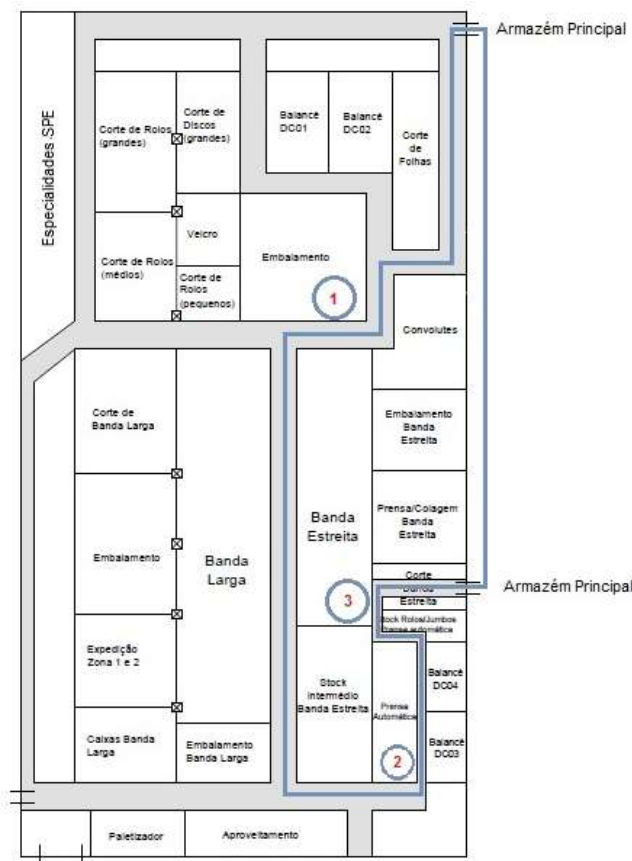 Armazém Principal
Especialidades .SPE
Corte de Rolos
(grandes)
Corte de
Discos
(grandes)
Balancé
DC01
Balancé
DC02
Corte
de
Folhas
Velcro
Corte de Rolos
(médios)
Corte de
Rolos
(pequenos)
Embalamento
1
Convolutes
Corte de
Banda Larga
Embalamento
Banda
Estreita
Banda
Estreita
Prensa/Colagem
Banda
Estreita
Embalamento
Banda
Larga
Corte
Banda
Estreita
Armazém Principal
3
Stock Rolos/Jumbos
Prensa automática
Expedição
Zona 1 e 2
Stock
Intermédio
Banda Estreita
Balancé
DC04
Prensa
Automática
Caixas Banda
Larga
Embalamento
Banda Larga
2
Balancé
DC03
Paletizador
Aproveitamento